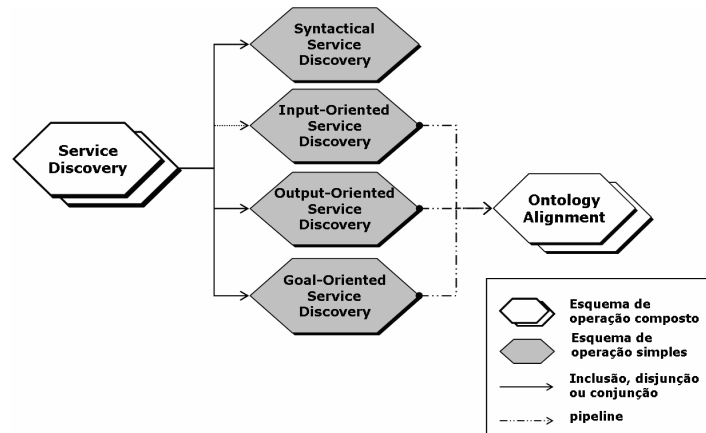 Syntactical
Service
Discovery
Input-Oriented
Service
Discovery
Service
Discovery
Output-Oriented
Service
Discovery
Ontology
Alignment
Goal-Oriented
Service
Discovery
Esquema de
operação composto
Esquema de
operação simples
Inclusão, disjunção
ou conjunção
pipeline